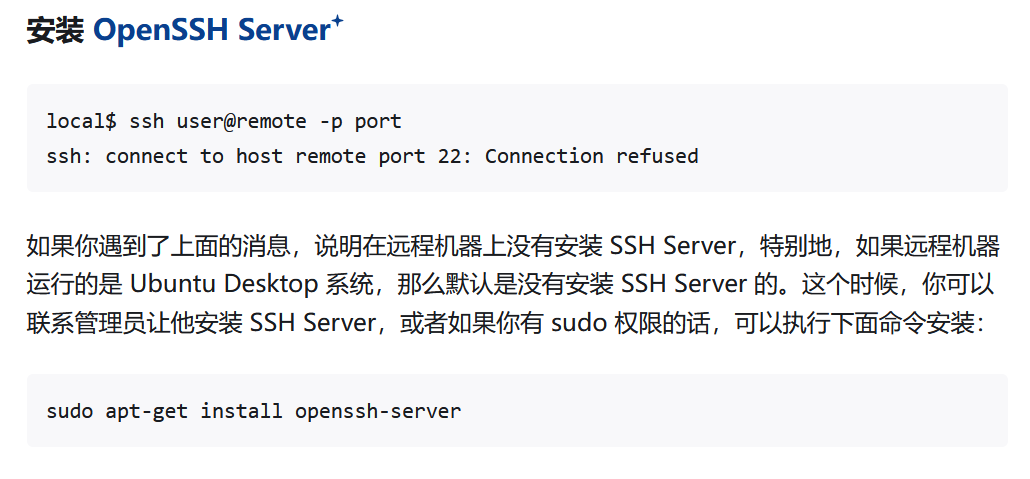 安装 OpenSSH Server
local$ ssh user@remote -p port
ssh: connect to host remote port 22: Connection refused
如果你遇到了上面的消息，说明在远程机器上没有安装 SSH Server，特别地，如果远程机器
运行的是 Ubuntu Desktop 系统，那么默认是没有安装 SSH Server 的。这个时候，你可以
联系管理员让他安装 SSH Server，或者如果你有 sudo 权限的话，可以执行下面命令安装：
sudo apt-get install openssh-server